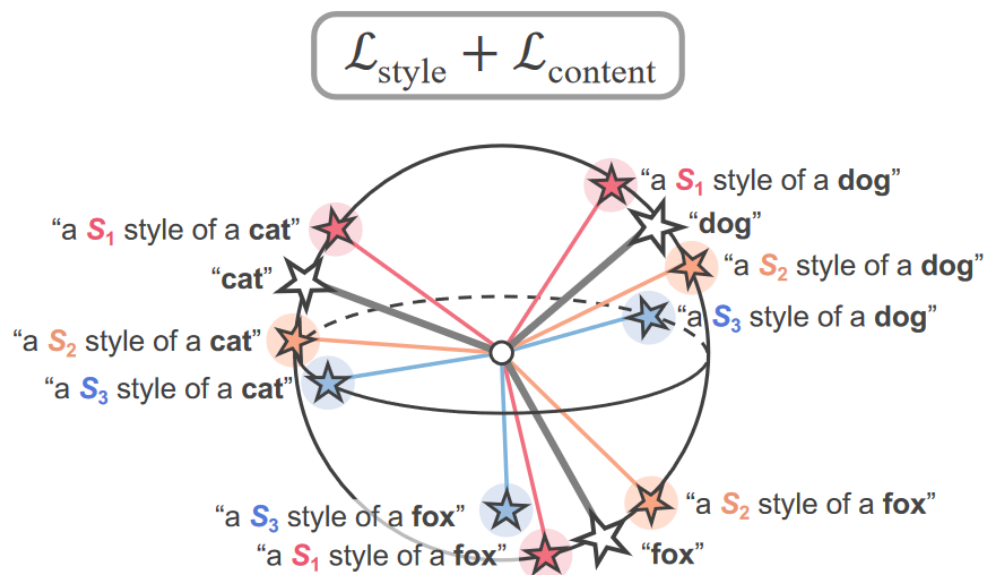 ℒstyle + ℒcontent
“a S1 style of a dog”
“a S1 style of a cat”
“dog”
“cat”
“a S2 style of a dog”
“a S3 style of a dog”
“a S2 style of a cat”
“a S3 style of a cat”
“a S2 style of a fox”
“a S3 style of a fox”
“a S1 style of a fox”
“fox”